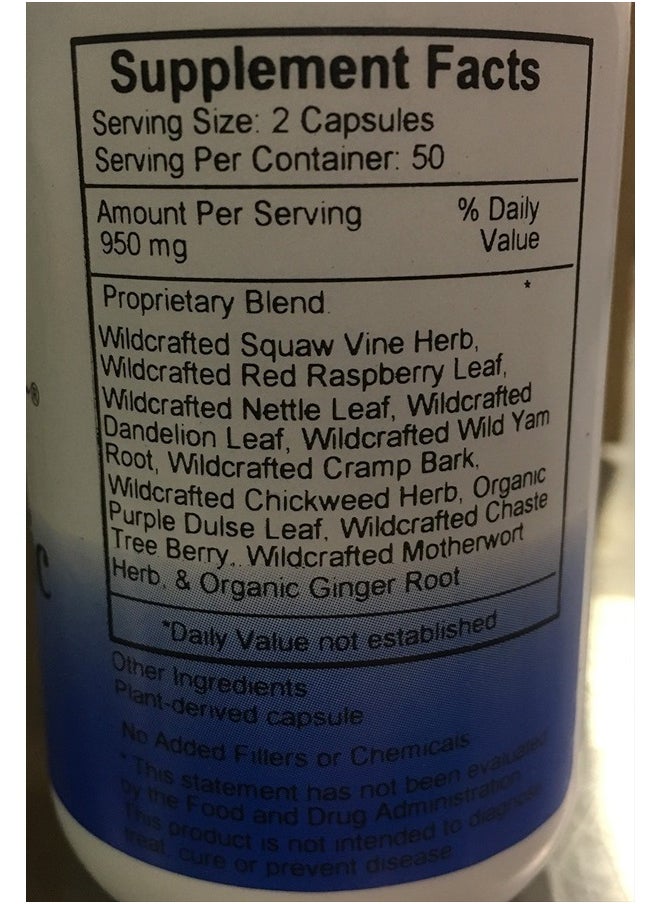 Supplement Facts
Serving Size: 2 Capsules
Serving Per Container: 50
Amount Per Serving % Daily
950 mg Value
Proprietary Blend. *
Wildcrafted Squaw Vine Herb,
Wildcrafted Red Raspberry Leaf,
Wildcrafted Nettle Leaf, Wildcrafted
Dandelion Leaf, Wildcrafted Wild Yam
Root, Wildcrafted Cramp Bark,
Wildcrafted Chickweed Herb, Organic
Purple Dulse Leaf, Wildcrafted Chaste
Tree Berry,. Wildcrafted Motherwort
Herb, & Organic Ginger Root
*Daily Value not established
Other Ingredients
Plant-derived capsule
No Added Fillers or Chemicals
*This statement has not been evaluated
by the Food and Drug Administration
This product is not intended to diagnose
treat, cure or prevent disease